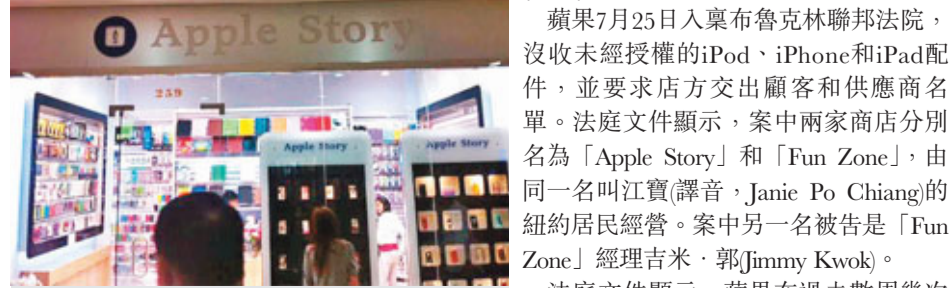 Apple Story
259
Apple Story
Apple Story
蘋果7月25日入稟布魯克林聯邦法院，
沒收未經授權的iPod、iPhone和iPad配
件，並要求店方交出顧客和供應商名
單。法庭文件顯示，案中兩家商店分別
名為「Apple Story」和「Fun Zone」，由
同一名叫江寶(譯音，Janie Po Chiang)的
紐約居民經營。案中另一名被告是「Fun
Zone」經理吉米．郭(Jimmy Kwok)。
法庭文件顯示，蘋果在過去數周幾次